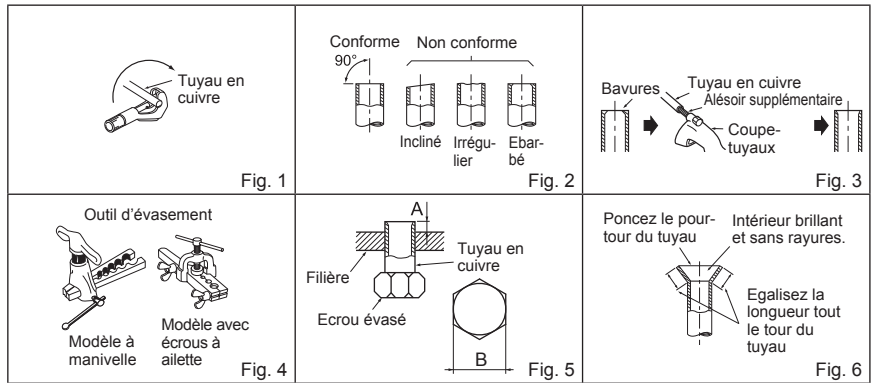 Tuyau en
cuivre
Fig. 1
Conforme
Non conforme
90°
Incliné
Irrégu-
lier
Ebar-
bé
Fig. 2
Bavures
Tuyau en cuivre
Alésoir supplémentaire
Coupe-
tuyaux
Fig. 3
Outil d'évasement
Modèle à
manivelle
Modèle avec
écrous à
ailette
Fig. 4
A
Tuyau en
cuivre
Filière
Ecrou évasé
B
Fig. 5
Poncez le pour-
tour du tuyau
Intérieur brillant
et sans rayures.
Egalisez la
longueur tout
le tour du
tuyau
Fig. 6